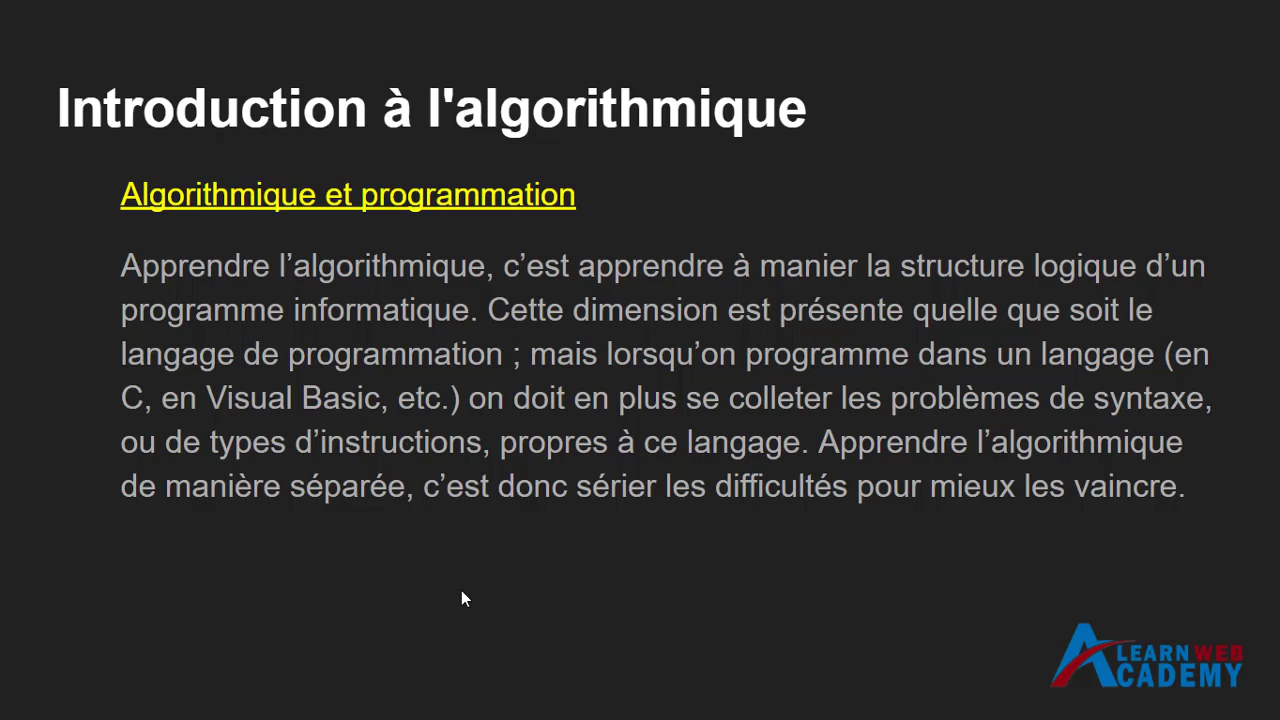 Introduction à l'algorithmique
Algorithmique et programmation
Apprendre l’algorithmique, c’est apprendre à manier la structure logique d’un
programme informatique. Cette dimension est présente quelle que soit le
langage de programmation ; mais lorsqu’on programme dans un langage (en
C, en Visual Basic, etc.) on doit en plus se colleter les problèmes de syntaxe,
ou de types d’instructions, propres à ce langage. Apprendre l’algorithmique
de manière séparée, c’est donc sérier les difficultés pour mieux les vaincre.
LEARN WEB
ACADEMY